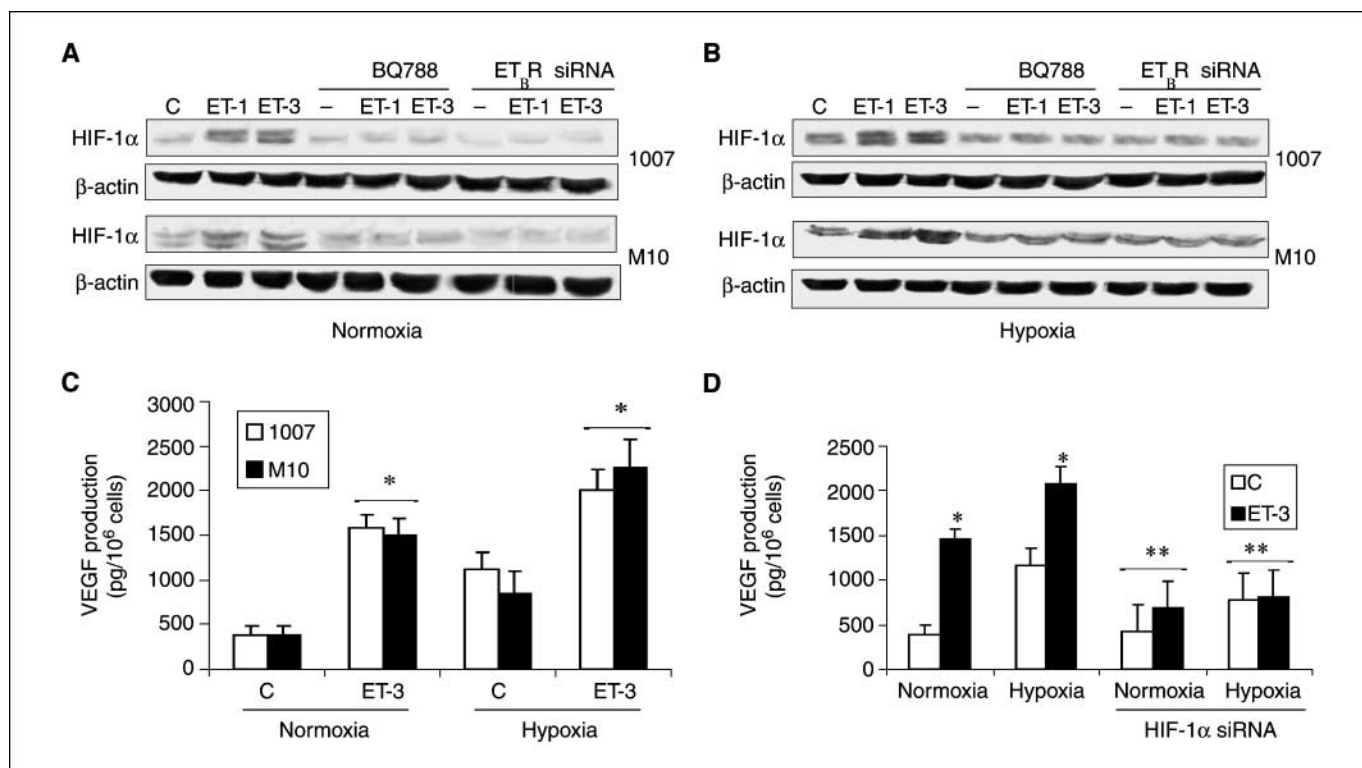 A
BQ788 ETBR siRNA
C ET-1 ET-3 – ET-1 ET-3 – ET-1 ET-3
HIF-1α
1007
β-actin
HIF-1α
M10
β-actin
Normoxia
B
BQ788 ETBR siRNA
C ET-1 ET-3 – ET-1 ET-3 – ET-1 ET-3
HIF-1α
1007
β-actin
HIF-1α
M10
β-actin
Hypoxia
C
VEGF production
(pg/10⁶ cells)
3000
2500
2000
1500
1000
500
0
1007
M10
*
*
C ET-3 C ET-3
Normoxia Hypoxia
D
VEGF production
(pg/10⁶ cells)
2500
2000
1500
1000
500
0
C
ET-3
*
*
**
**
Normoxia Hypoxia Normoxia Hypoxia
HIF-1α siRNA